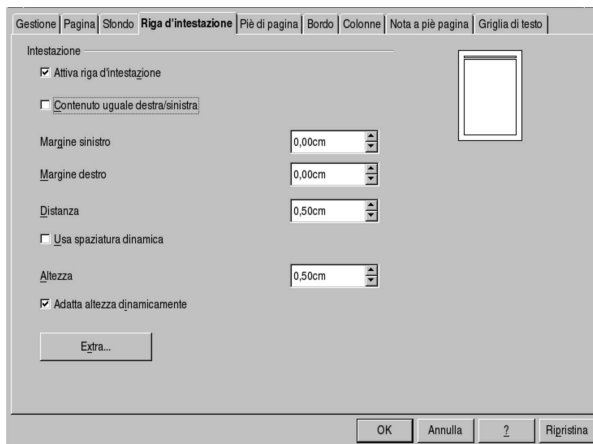 Gestione Pagina Sfondo Riga d'intestazione Piè di pagina Bordo Colonne Nota a piè pagina Griglia di testo
Intestazione
Attiva riga d'intestazione
Contenuto uguale destra/sinistra
Margine sinistro 0,00cm
Margine destro 0,00cm
Distanza 0,50cm
Usa spaziatura dinamica
Altezza 0,50cm
Adatta altezza dinamicamente
Extra...
OK Annulla ? Ripristina